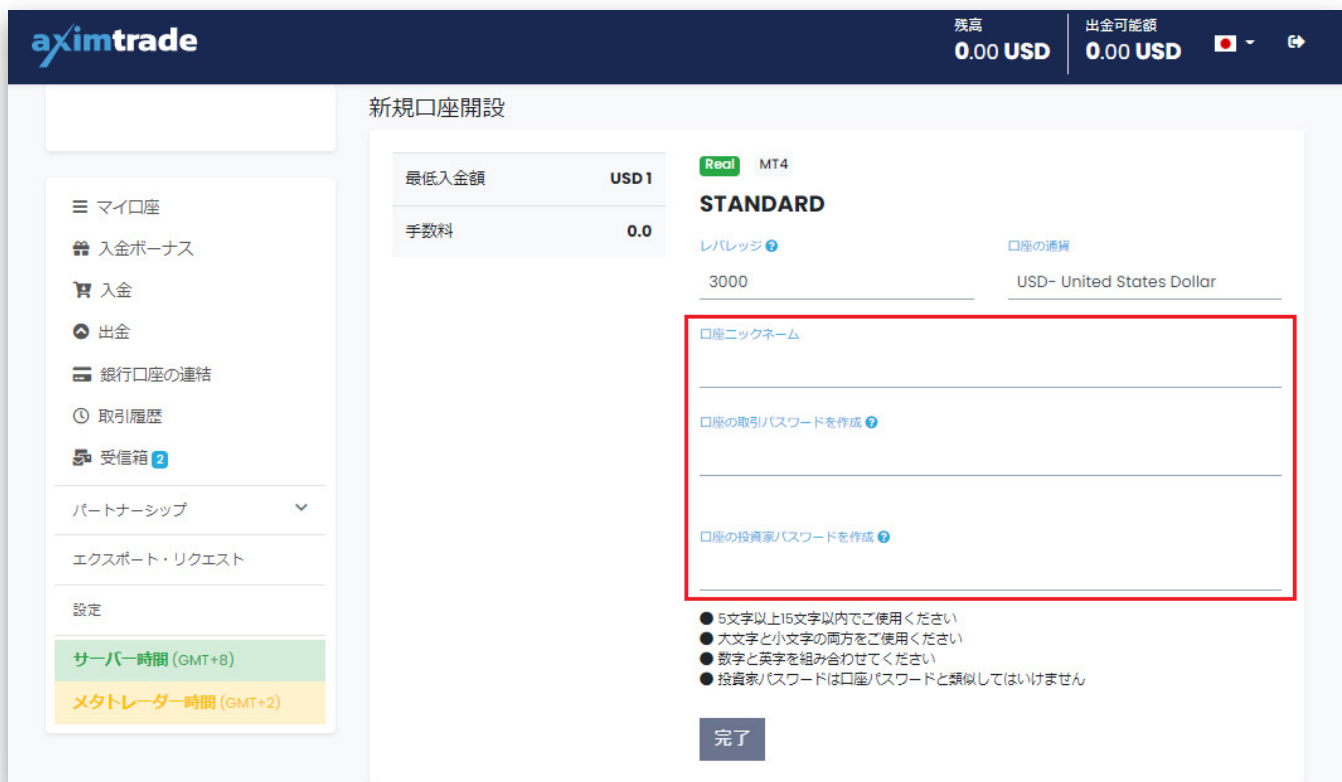 aximtrade
残高
0.00 USD
出金可能額
0.00 USD
新規口座開設
マイ口座
入金ボーナス
入金
出金
銀行口座の連結
取引履歴
受信箱 2
パートナーシップ
エクスポート・リクエスト
設定
サーバー時間 (GMT+8)
メタトレーダー時間 (GMT+2)
最低入金額 USD 1
手数料 0.0
Real MT4
STANDARD
レバレッジ ?
口座の通貨
3000
USD- United States Dollar
口座ニックネーム
口座の取引パスワードを作成 ?
口座の投資家パスワードを作成 ?
● 5文字以上15文字以内でご使用ください
● 大文字と小文字の両方をご使用ください
● 数字と英字を組み合わせてください
● 投資家パスワードは口座パスワードと類似してはいけません
完了